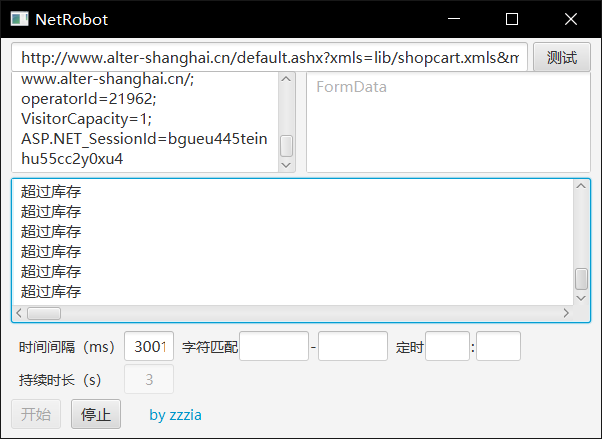 NetRobot
http://www.alter-shanghai.cn/default.ashx?xmls=lib/shopcart.xmls&m
测试
www.alter-shanghai.cn/;
operatorId=21962;
VisitorCapacity=1;
ASP.NET_SessionId=bgueu445tein
hu55cc2y0xu4
FormData
超过库存
超过库存
超过库存
超过库存
超过库存
超过库存
时间间隔（ms） 3001 字符匹配 - 定时 :
持续时长（s） 3
开始 停止 by zzzia